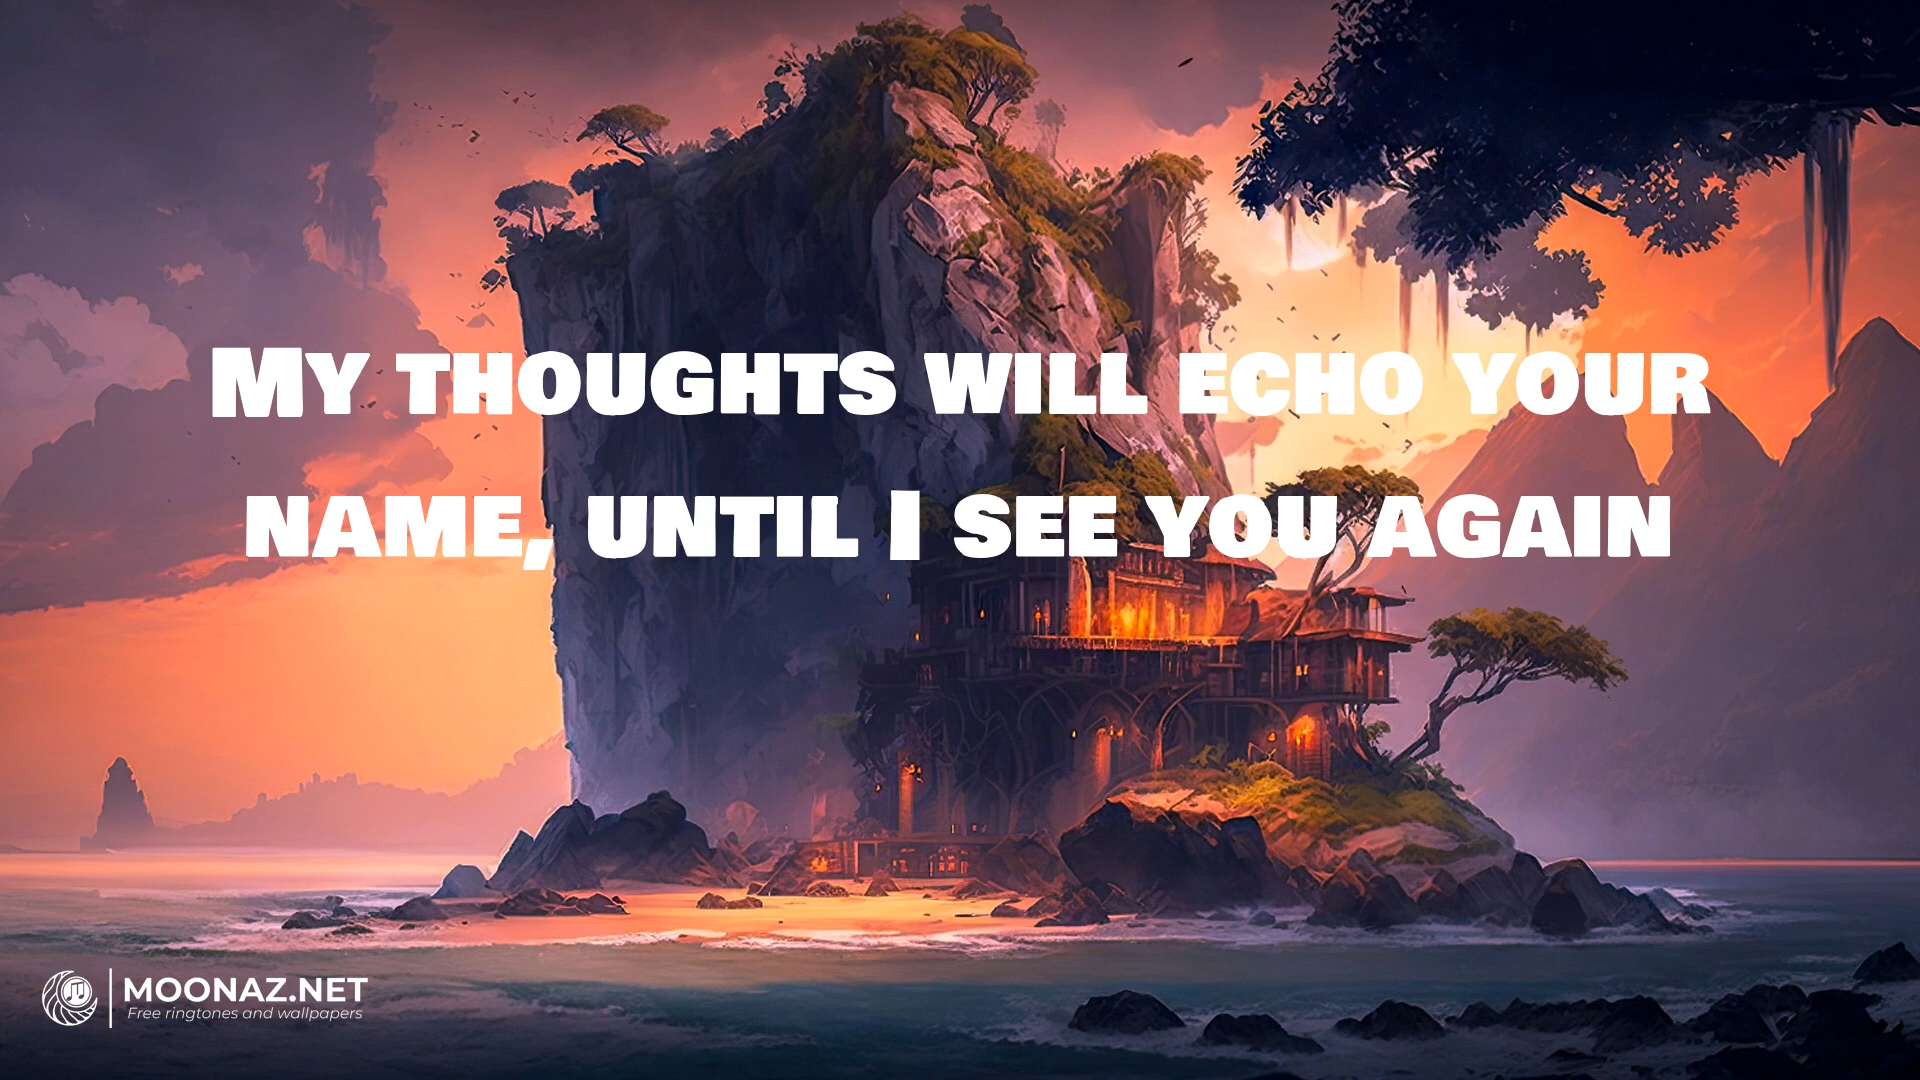 My thoughts will echo your
name, until I see you again
MOONAZ.NET
Free ringtones and wallpapers